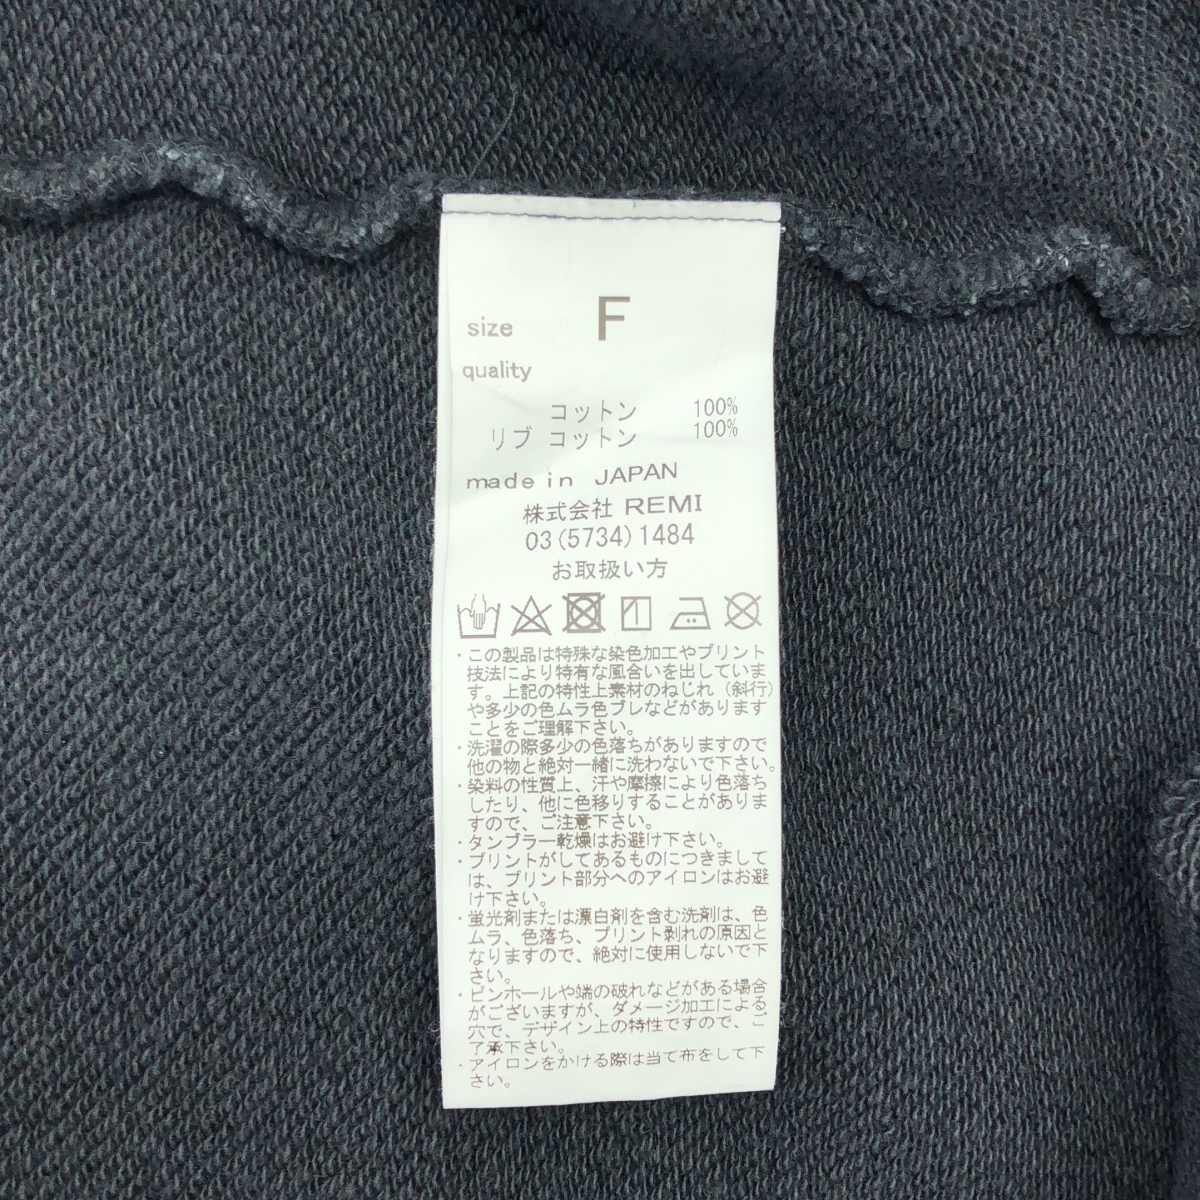 size F
quality
コットン 100%
リブ コットン 100%
made in JAPAN
株式会社 REMI
03(5734)1484
お取扱い方
・この製品は特殊な染色加工やプリント
技法により特有な風合いを出していま
す。上記の特性上素材のねじれ（斜行）
や多少の色ムラ色ブレなどがあります
ことをご理解下さい。
・洗濯の際多少の色落ちがありますので
他の物と絶対一緒に洗わないで下さい。
・染料の性質上、汗や摩擦により色落ち
したり、他に色移りすることがありま
すので、ご注意下さい。
・タンブラー乾燥はお避け下さい。
・プリントがしてあるものにつきまして
は、プリント部分へのアイロンはお避
け下さい。
・蛍光剤または漂白剤を含む洗剤は、色
ムラ、色落ち、プリント剥れの原因と
なりますので、絶対に使用しないで下
さい。
・ピンホールや端の破れなどがある場合
がございますが、ダメージ加工による
穴で、デザイン上の特性ですので、ご
了承下さい。
・アイロンをかける際は当て布をして下
さい。